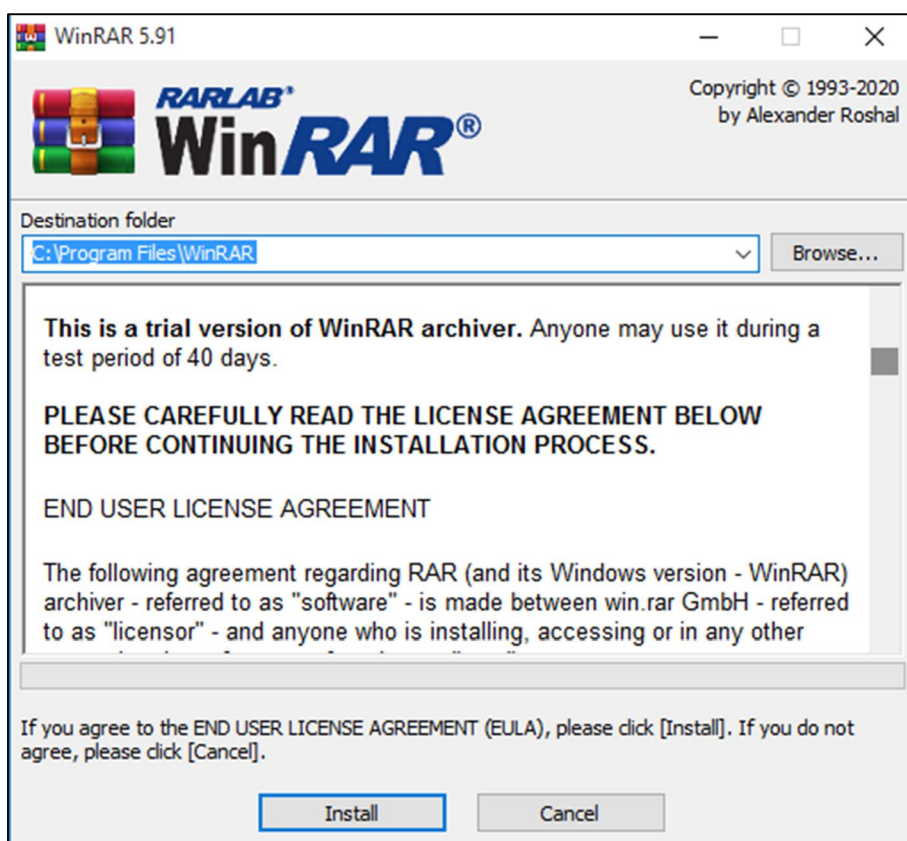 WinRAR 5.91
RARLAB®
WinRAR®
Copyright © 1993-2020
by Alexander Roshal
Destination folder
C:\Program Files\WinRAR
Browse...
This is a trial version of WinRAR archiver. Anyone may use it during a
test period of 40 days.
PLEASE CAREFULLY READ THE LICENSE AGREEMENT BELOW
BEFORE CONTINUING THE INSTALLATION PROCESS.
END USER LICENSE AGREEMENT
The following agreement regarding RAR (and its Windows version - WinRAR)
archiver - referred to as "software" - is made between win.rar GmbH - referred
to as "licensor" - and anyone who is installing, accessing or in any other
If you agree to the END USER LICENSE AGREEMENT (EULA), please click [Install]. If you do not
agree, please click [Cancel].
Install
Cancel